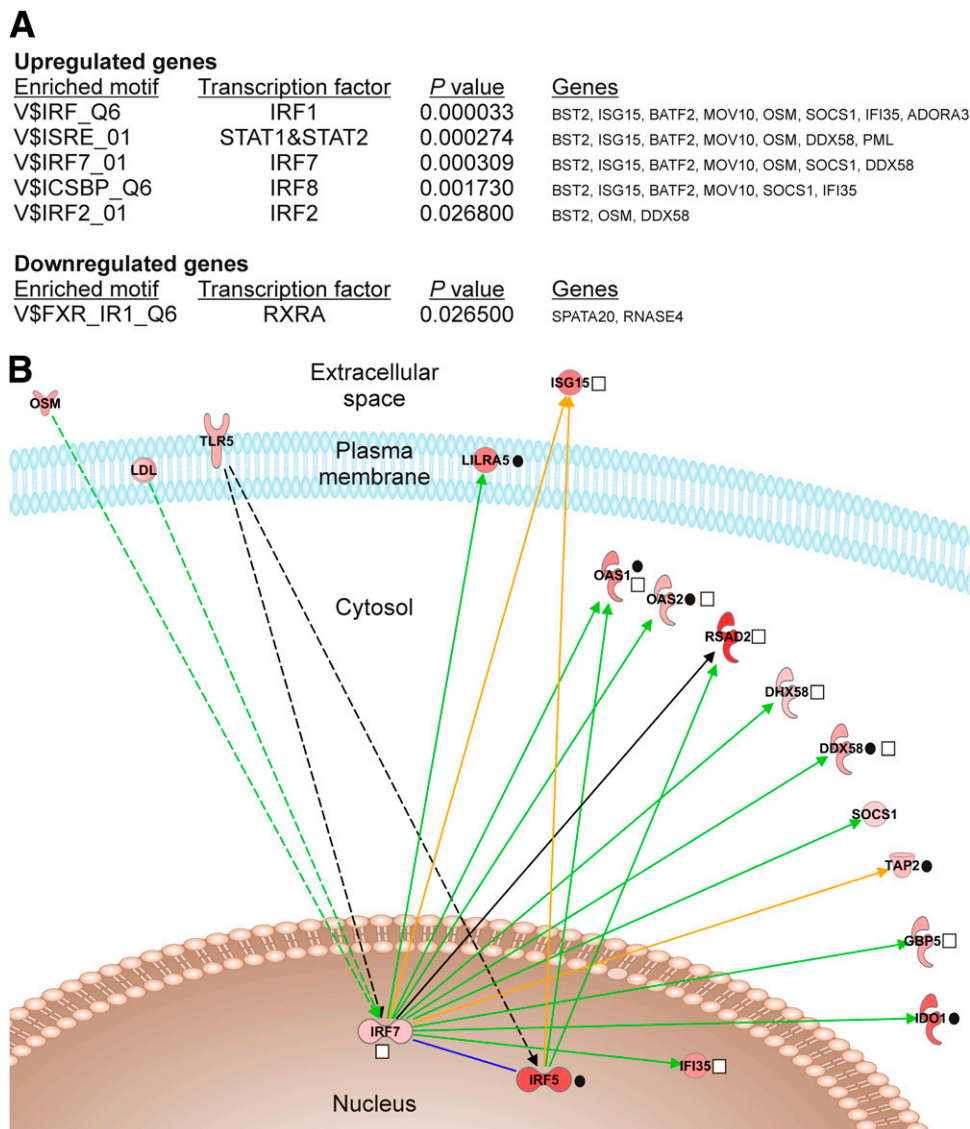 A
Upregulated genes
Enriched motif Transcription factor P value Genes
V$IRF_Q6 IRF1 0.000033 BST2, ISG15, BATF2, MOV10, OSM, SOCS1, IFI35, ADORA3
V$ISRE_01 STAT1&STAT2 0.000274 BST2, ISG15, BATF2, MOV10, OSM, DDX58, PML
V$IRF7_01 IRF7 0.000309 BST2, ISG15, BATF2, MOV10, OSM, SOCS1, DDX58
V$ICSBP_Q6 IRF8 0.001730 BST2, ISG15, BATF2, MOV10, SOCS1, IFI35
V$IRF2_01 IRF2 0.026800 BST2, OSM, DDX58
Downregulated genes
Enriched motif Transcription factor P value Genes
V$FXR_IR1_Q6 RXRA 0.026500 SPATA20, RNASE4
B
Extracellular
space
ISG15
OSM
TLR5
Plasma
membrane
LDL
LILRA5
OAS1
Cytosol
OAS2
RSAD2
DHX58
DDX58
SOCS1
TAP2
GBP5
IDO1
IRF7
IFI35
IRF5
Nucleus